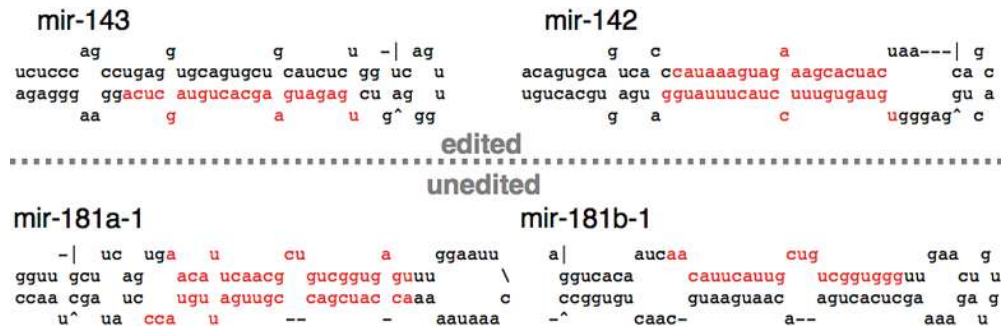 mir-143 mir-142
ag g g u -| ag g c a uaa---| g
ucuccc ccugag ugcagugcu caucuc gg uc u acagugca uca ccauaaaguag aagcacuac ca c
agaggg ggacuc augucacga guagag cu ag u ugucacgu agu gguauuucauc uuugugaug gu a
aa g a u g^ gg g a c ugggag^ c
edited
unedited
mir-181a-1 mir-181b-1
-| uc uga u cu a ggaauu a| aucaa cug gaa g
gguu gcu ag aca ucaacg gucggug guuu \ ggucaca cauucauug ucgguggguu cu u
ccaa cga uc ugu aguugc cagcuac caaa c ccggugu guaaguaac agucacucga ga g
u^ ua cca u -- - aauaaa -^ caac- a-- aaa u